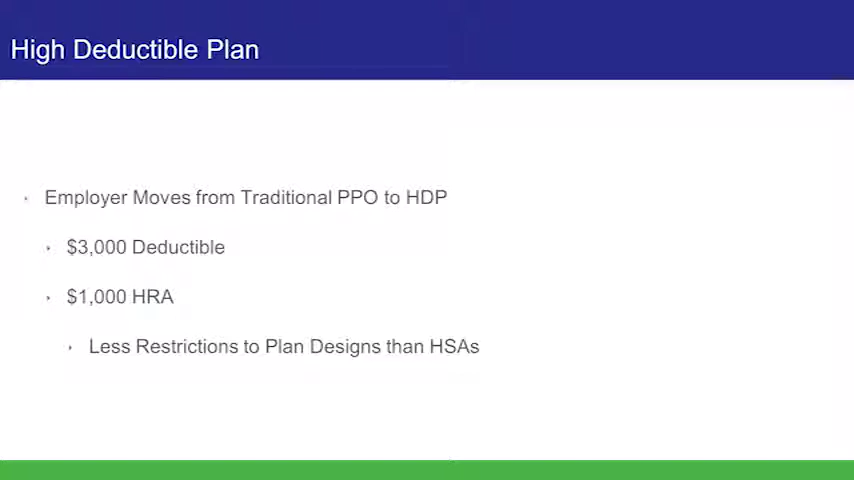 High Deductible Plan
Employer Moves from Traditional PPO to HDP
$3,000 Deductible
$1,000 HRA
Less Restrictions to Plan Designs than HSAs